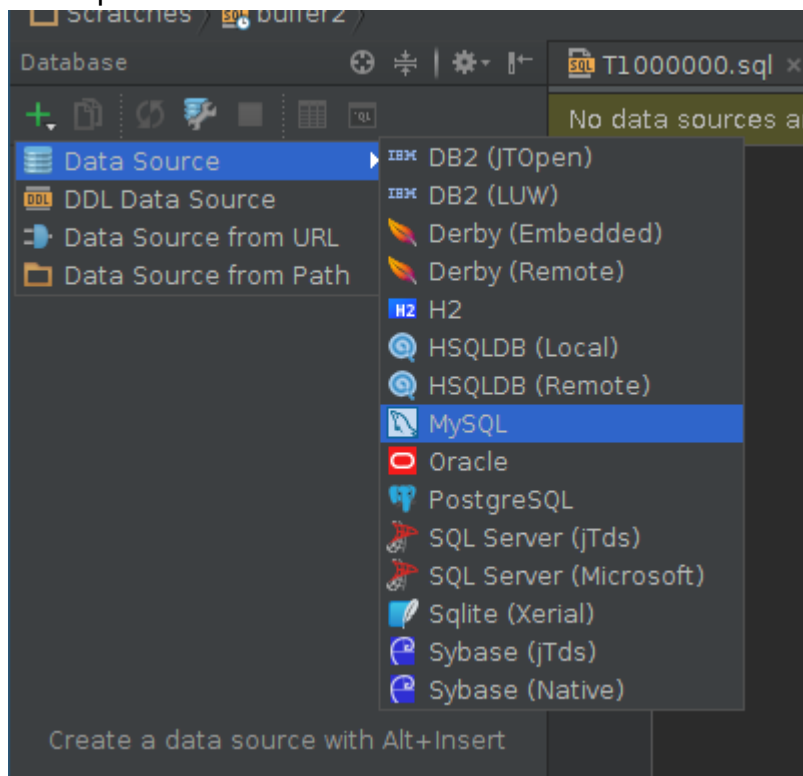 Scratches buffer2
Database
T1000000.sql
No data sources a
Data Source
DDL Data Source
Data Source from URL
Data Source from Path
DB2 (JTOpen)
DB2 (LUW)
Derby (Embedded)
Derby (Remote)
H2
HSQLDB (Local)
HSQLDB (Remote)
MySQL
Oracle
PostgreSQL
SQL Server (jTds)
SQL Server (Microsoft)
Sqlite (Xerial)
Sybase (jTds)
Sybase (Native)
Create a data source with Alt+Insert